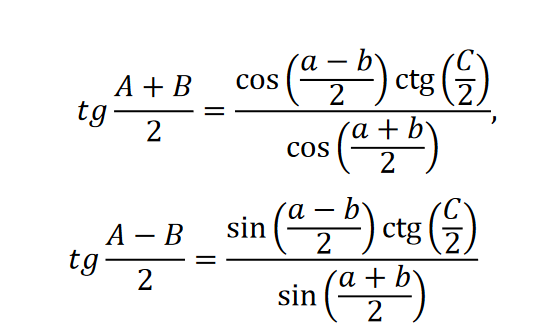 tg (A + B)/2 = (cos((a − b)/2) ctg(C/2))/(cos((a + b)/2)),
tg (A − B)/2 = (sin((a − b)/2) ctg(C/2))/(sin((a + b)/2))